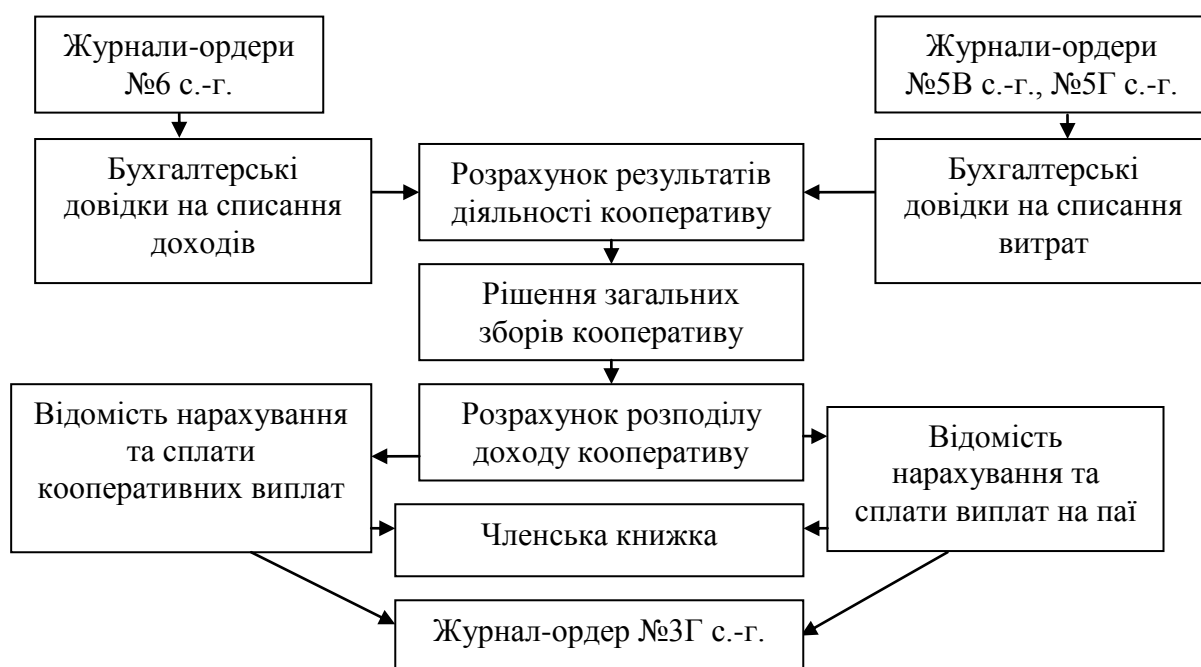 Журнали-ордери
№6 с.-г.
Журнали-ордери
№5В с.-г., №5Г с.-г.
Бухгалтерські
довідки на списання
доходів
Розрахунок результатів
діяльності кооперативу
Бухгалтерські
довідки на списання
витрат
Рішення загальних
зборів кооперативу
Відомість нарахування
та сплати
кооперативних виплат
Розрахунок розподілу
доходу кооперативу
Відомість
нарахування та
сплати виплат на паї
Членська книжка
Журнал-ордер №3Г с.-г.